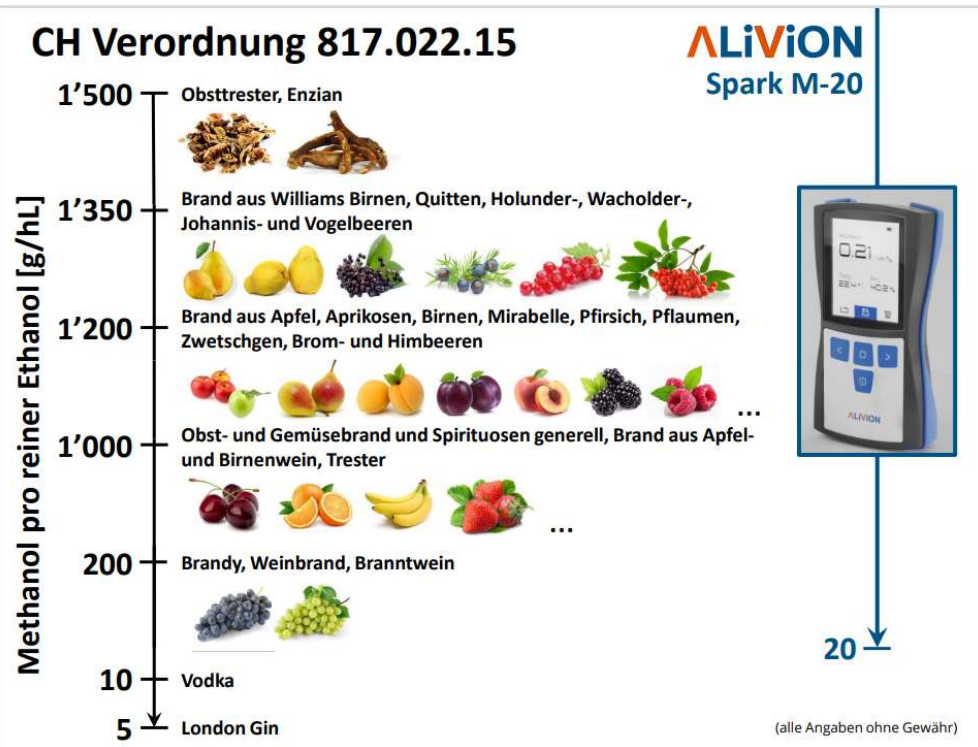 CH Verordnung 817.022.15
ALiViON
Spark M-20
Methanol pro reiner Ethanol [g/hL]
1’500
Obsttrester, Enzian
1’350
Brand aus Williams Birnen, Quitten, Holunder-, Wacholder-,
Johannis- und Vogelbeeren
1’200
Brand aus Apfel, Aprikosen, Birnen, Mirabelle, Pfirsich, Pflaumen,
Zwetschgen, Brom- und Himbeeren
...
1’000
Obst- und Gemüsebrand und Spirituosen generell, Brand aus Apfel-
und Birnenwein, Trester
...
200
Brandy, Weinbrand, Branntwein
10
Vodka
5
London Gin
0.21
ALIVION
20
(alle Angaben ohne Gewähr)